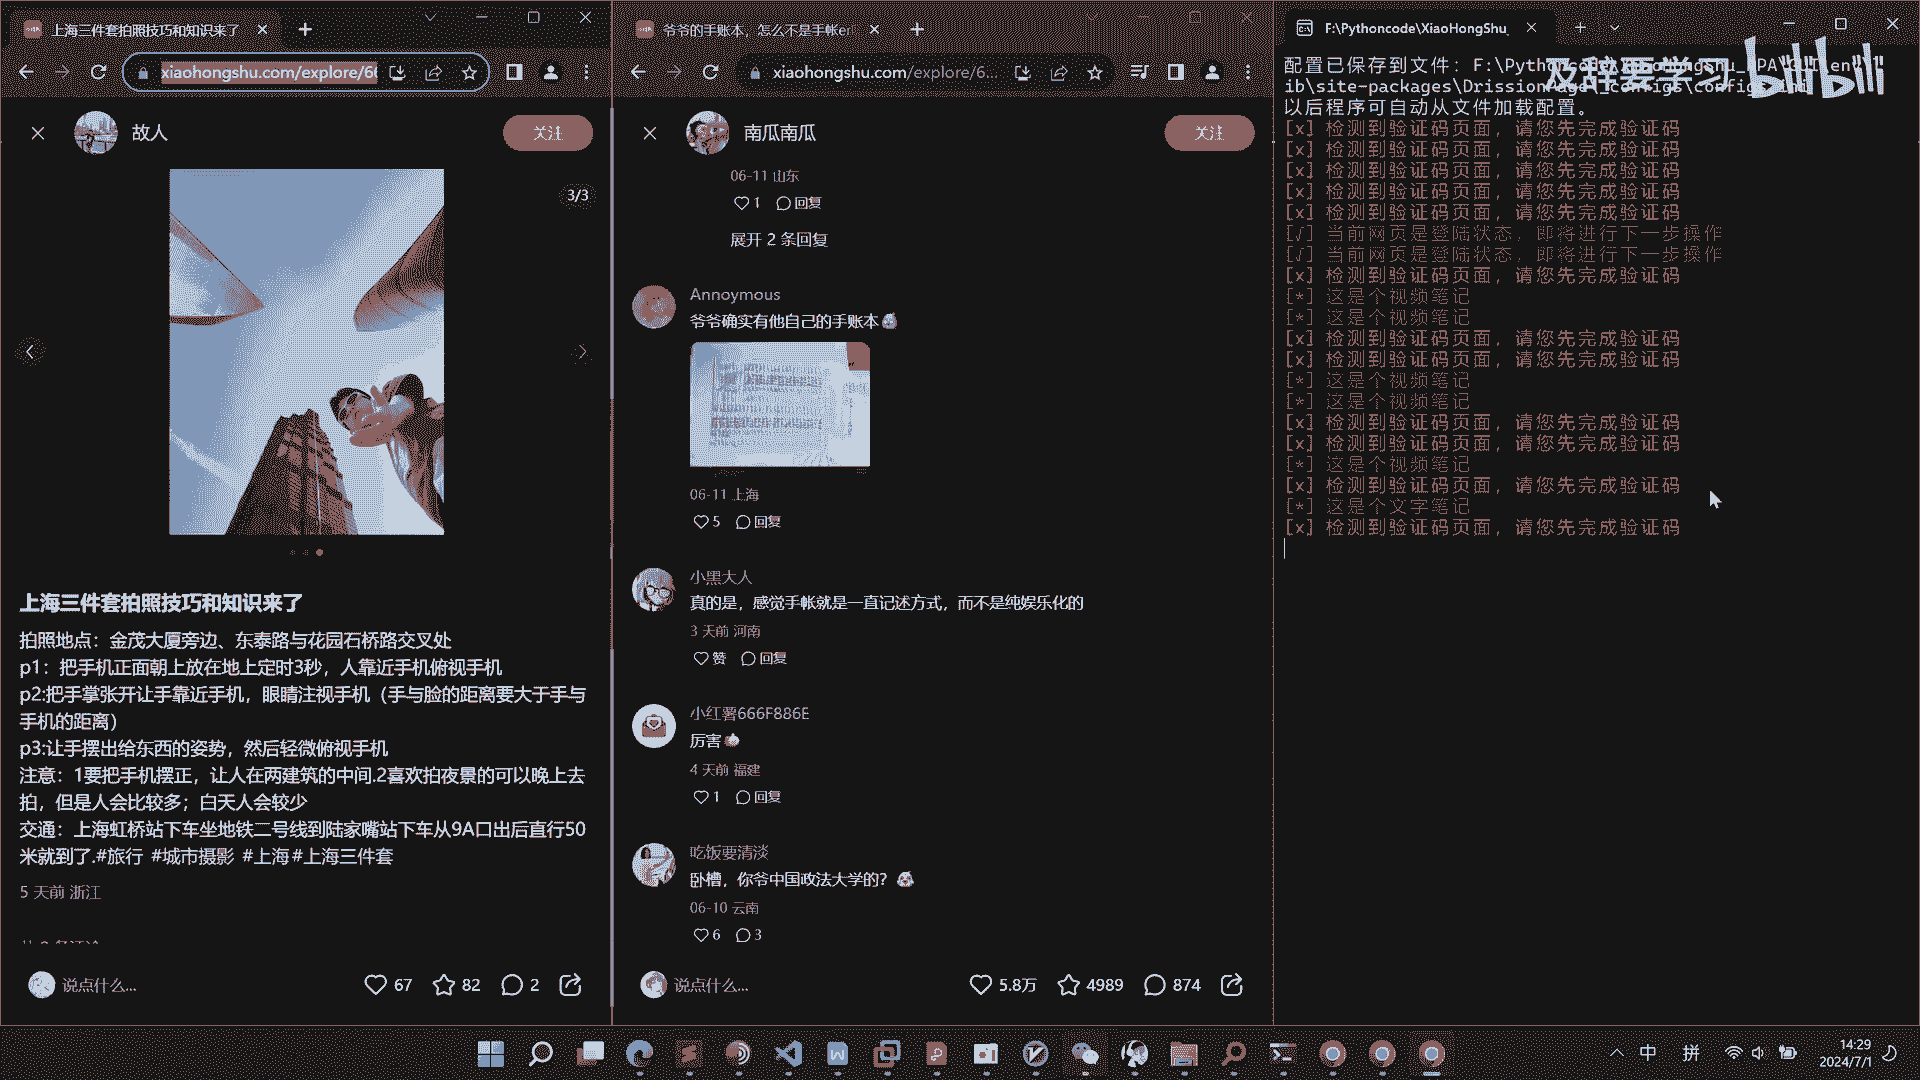 上海三件套拍照技巧和知识来了
xiaohongshu.com/explore/6
故人
关注
3/3
上海三件套拍照技巧和知识来了
拍照地点：金茂大厦旁边、东泰路与花园石桥路交叉处
p1：把手机正面朝上放在地上定时3秒，人靠近手机俯视手机
p2:把手掌张开让手靠近手机，眼睛注视手机（手与脸的距离要大于手与
手机的距离）
p3:让手摆出给东西的姿势，然后轻微俯视手机
注意：1要把手机摆正，让人在两建筑的中间.2喜欢拍夜景的可以晚上去
拍，但是人会比较多；白天人会较少
交通：上海虹桥站下车坐地铁二号线到陆家嘴站下车从9A口出后直行50
米就到了.#旅行 #城市摄影 #上海#上海三件套
5 天前 浙江
说点什么...
67
82
2
爷爷的手账本，怎么不是手帐er
xiaohongshu.com/explore/6...
南瓜南瓜
关注
06-11 山东
1 回复
展开 2 条回复
Annoymous
爷爷确实有他自己的手账本
06-11 上海
5 回复
小黑大人
真的是，感觉手帐就是一直记述方式，而不是纯娱乐化的
3 天前 河南
赞 回复
小红薯666F886E
厉害
4 天前 福建
1 回复
吃饭要清淡
卧槽，你爷中国政法大学的？
06-10 云南
6 3
说点什么...
5.8万
4989
874
F:\Pythoncode\XiaoHongShu_
及辞要学习 bilibili
配置已保存到文件：F:\Pyth
以后程序可自动从文件加载配置。
[x] 检测到验证码页面，请您先完成验证码
[x] 检测到验证码页面，请您先完成验证码
[x] 检测到验证码页面，请您先完成验证码
[x] 检测到验证码页面，请您先完成验证码
[x] 检测到验证码页面，请您先完成验证码
[√] 当前网页是登陆状态，即将进行下一步操作
[√] 当前网页是登陆状态，即将进行下一步操作
[x] 检测到验证码页面，请您先完成验证码
[*] 这是个视频笔记
[*] 这是个视频笔记
[x] 检测到验证码页面，请您先完成验证码
[x] 检测到验证码页面，请您先完成验证码
[*] 这是个视频笔记
[*] 这是个视频笔记
[x] 检测到验证码页面，请您先完成验证码
[x] 检测到验证码页面，请您先完成验证码
[*] 这是个视频笔记
[x] 检测到验证码页面，请您先完成验证码
[*] 这是个文字笔记
[x] 检测到验证码页面，请您先完成验证码
中
拼
14:29
2024/7/1